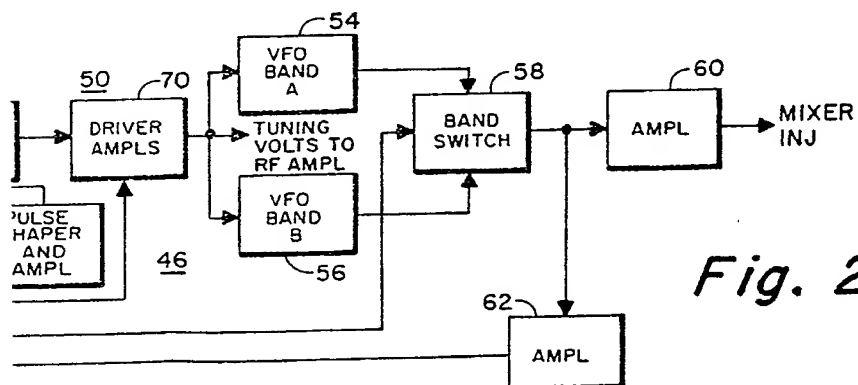 54
VFO
BAND
A
50
70
DRIVER
AMPLS
TUNING
VOLTS TO
RF AMPL
58
BAND
SWITCH
60
AMPL
MIXER
INJ
PULSE
HAPER
AND
AMPL
46
VFO
BAND
B
56
62
AMPL
Fig. 2